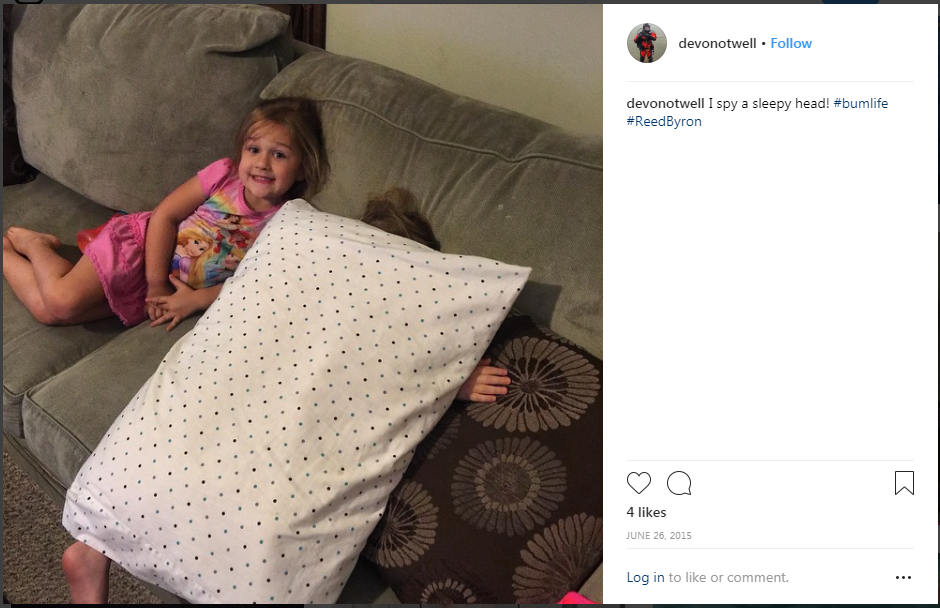 devonotwell • Follow
devonotwell I spy a sleepy head! #bumlife
#ReedByron
4 likes
JUNE 26, 2015
Log in to like or comment.